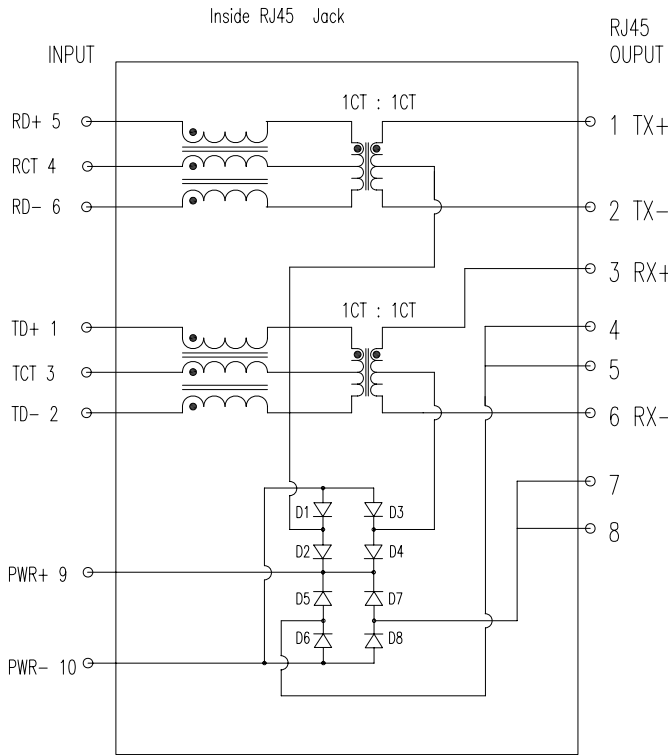 Inside RJ45 Jack
RJ45
OUPUT
INPUT
1CT : 1CT
RD+ 5
1 TX+
RCT 4
RD- 6
2 TX-
3 RX+
1CT : 1CT
TD+ 1
4
TCT 3
5
TD- 2
6 RX-
7
D1
D3
8
D2
D4
PWR+ 9
D5
D7
D6
D8
PWR- 10